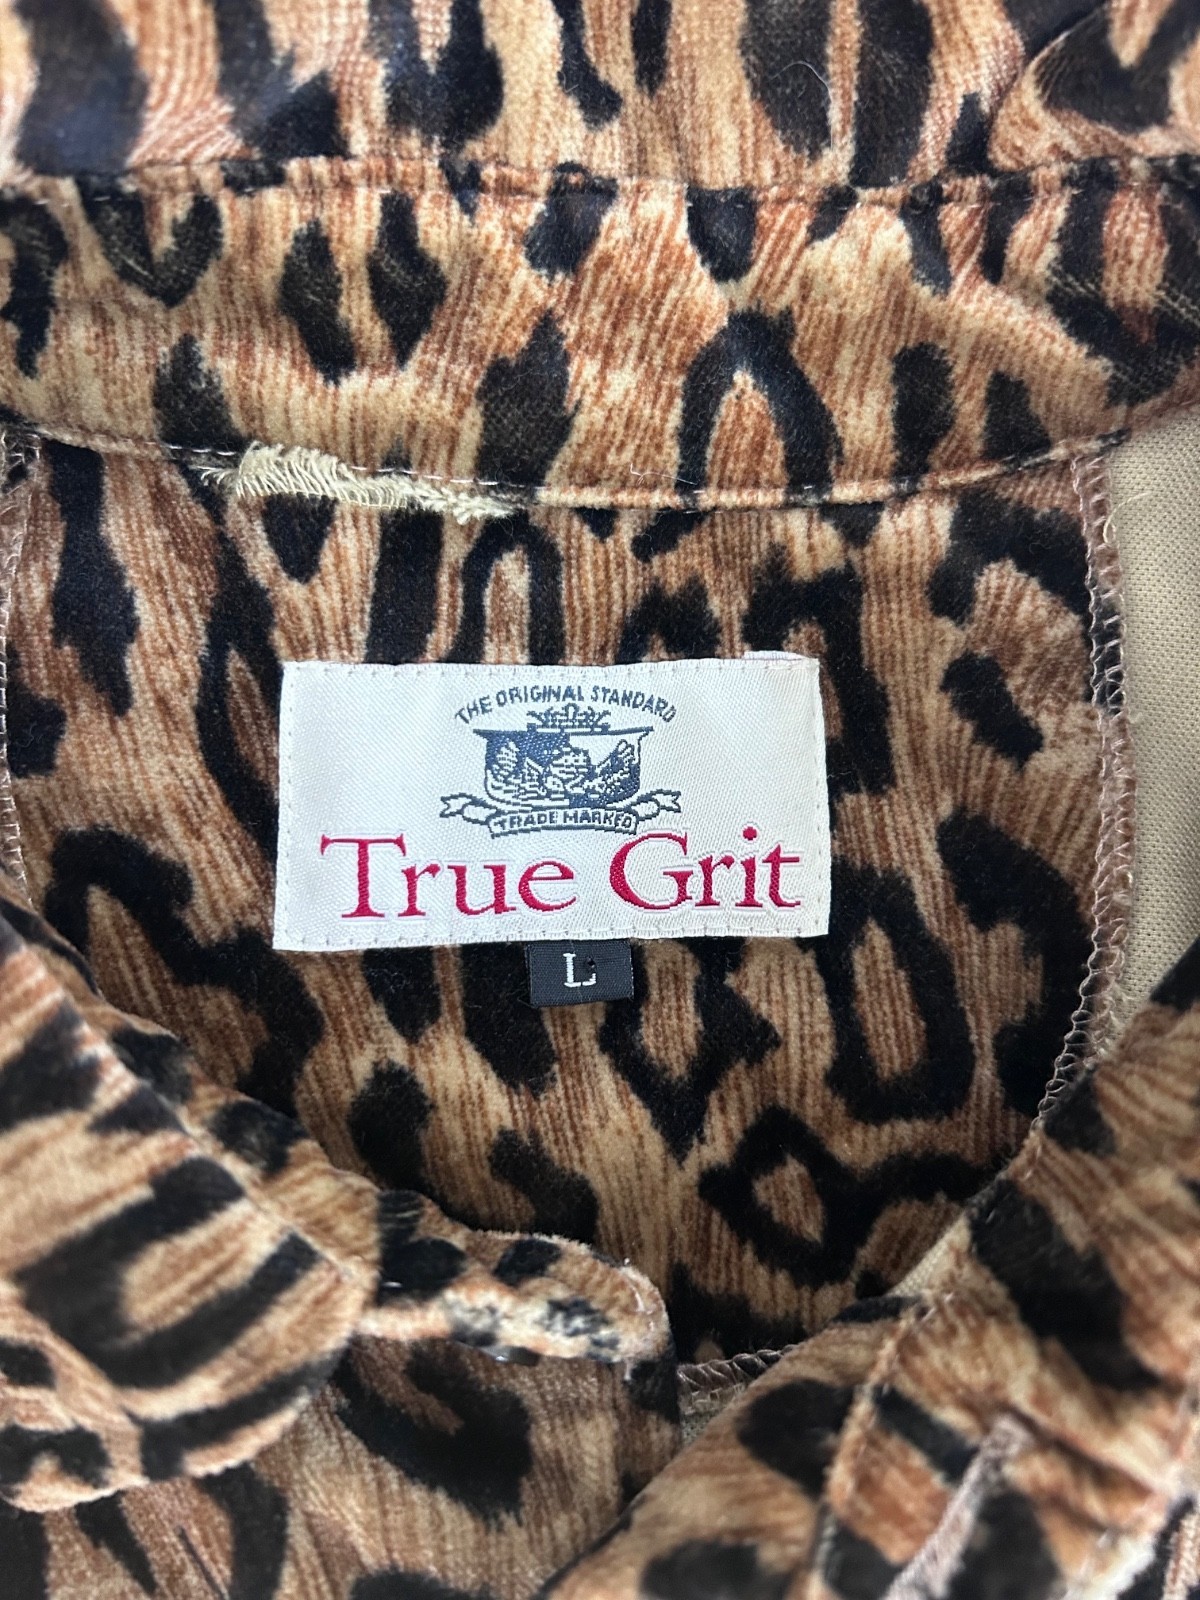 THE ORIGINAL STANDARD
TRADE MARKED
True Grit
L